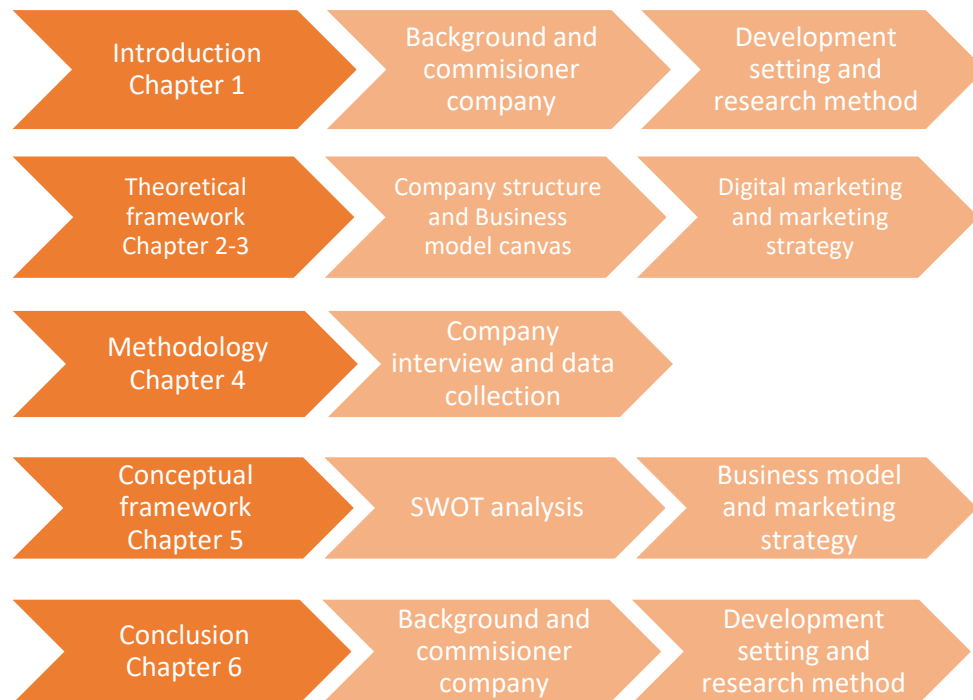 Introduction
Chapter 1
Background and
commisioner
company
Development
setting and
research method
Theoretical
framework
Chapter 2-3
Company structure
and Business
model canvas
Digital marketing
and marketing
strategy
Methodology
Chapter 4
Company
interview and data
collection
Conceptual
framework
Chapter 5
SWOT analysis
Business model
and marketing
strategy
Conclusion
Chapter 6
Background and
commisioner
company
Development
setting and
research method